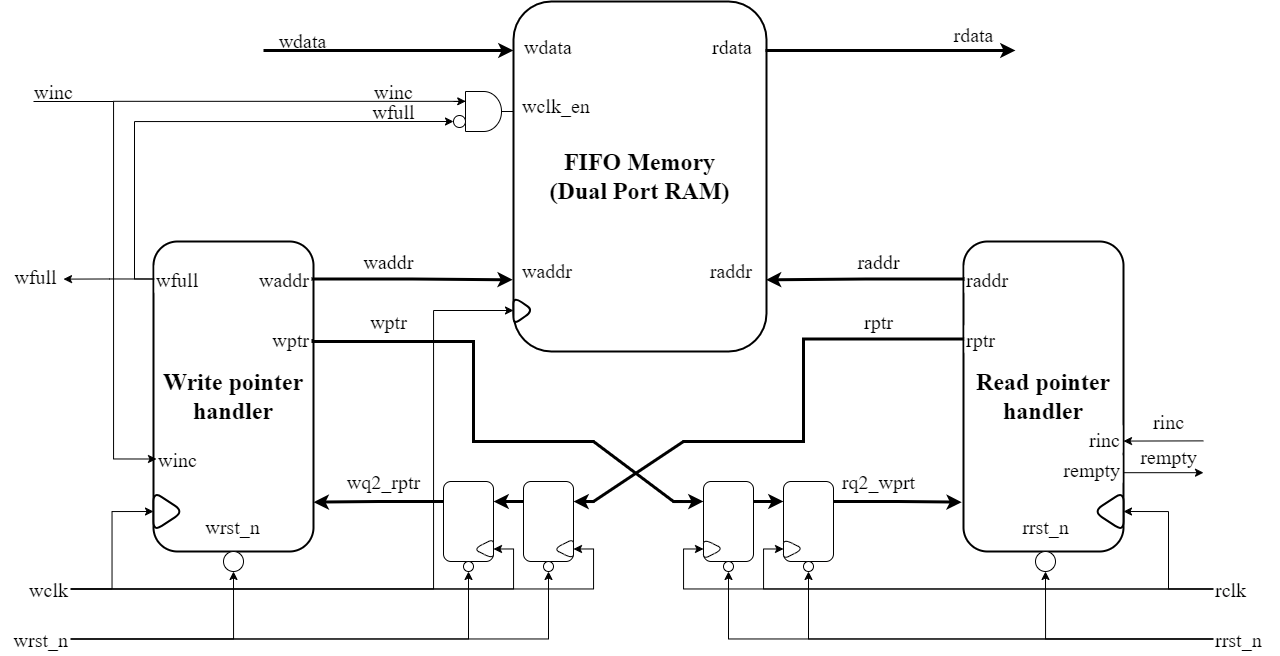 wdata
wdata
rdata
rdata
winc
winc
wfull
wclk_en
FIFO Memory
(Dual Port RAM)
wfull
wfull
waddr
waddr
waddr
raddr
raddr
raddr
wptr
wptr
rptr
rptr
Write pointer
handler
Read pointer
handler
winc
rinc
rinc
rempty
rempty
wq2_rptr
rq2_wprt
wrst_n
rrst_n
wclk
rclk
wrst_n
rrst_n